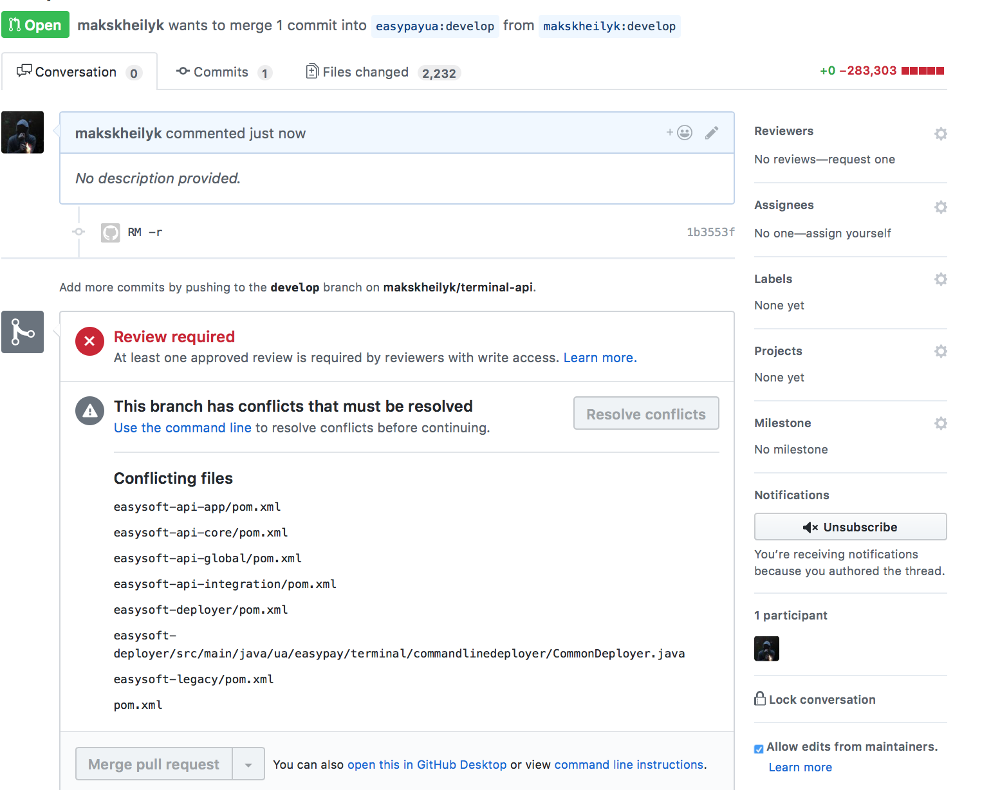 Open makskheilyk wants to merge 1 commit into easypayua:develop from makskheilyk:develop
Conversation 0 Commits 1 Files changed 2,232 +0 −283,303
makskheilyk commented just now
No description provided.
RM -r 1b3553f
Add more commits by pushing to the develop branch on makskheilyk/terminal-api.
Review required
At least one approved review is required by reviewers with write access. Learn more.
This branch has conflicts that must be resolved
Use the command line to resolve conflicts before continuing.
Resolve conflicts
Conflicting files
easysoft-api-app/pom.xml
easysoft-api-core/pom.xml
easysoft-api-global/pom.xml
easysoft-api-integration/pom.xml
easysoft-deployer/pom.xml
easysoft-
deployer/src/main/java/ua/easypay/terminal/commandlinedeployer/CommonDeployer.java
easysoft-legacy/pom.xml
pom.xml
Merge pull request You can also open this in GitHub Desktop or view command line instructions.
Reviewers
No reviews—request one
Assignees
No one—assign yourself
Labels
None yet
Projects
None yet
Milestone
No milestone
Notifications
Unsubscribe
You’re receiving notifications
because you authored the thread.
1 participant
Lock conversation
Allow edits from maintainers.
Learn more